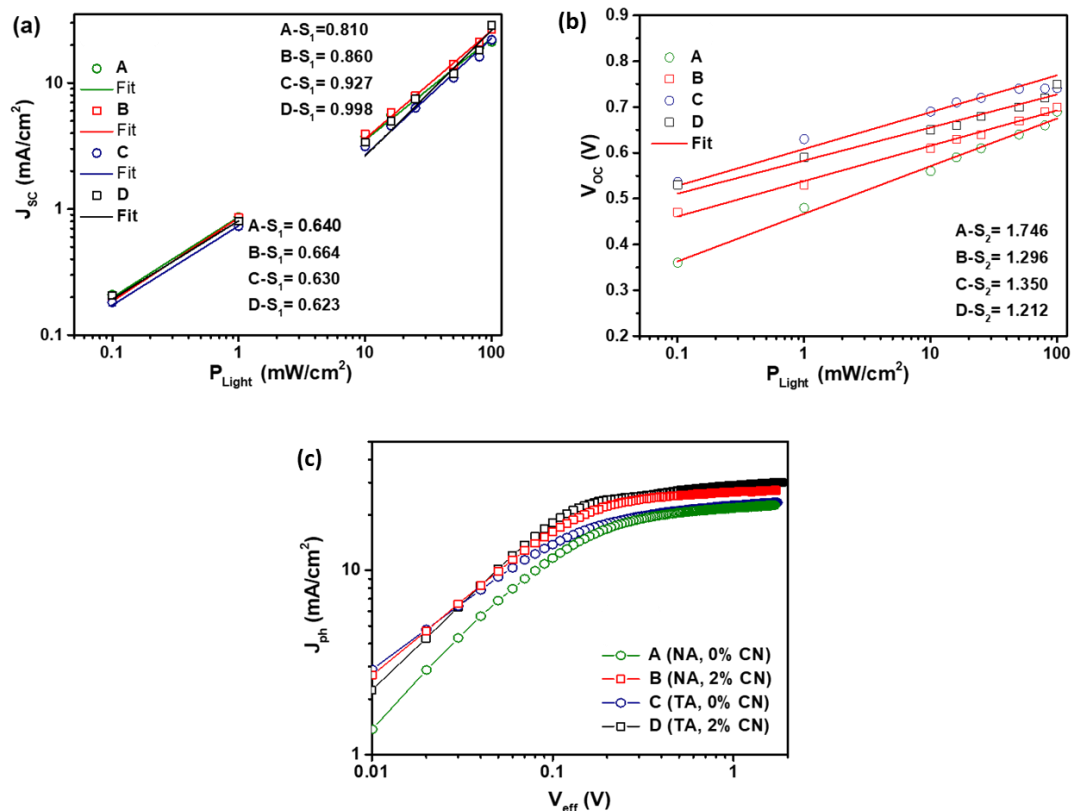 (a)
A
Fit
B
Fit
C
Fit
D
Fit
A-S1=0.810
B-S1=0.860
C-S1=0.927
D-S1=0.998
A-S1= 0.640
B-S1= 0.664
C-S1= 0.630
D-S1= 0.623
10
1
0.1
JSC (mA/cm2)
0.1 1 10 100
PLight (mW/cm2)
(b)
A
B
C
D
Fit
A-S2= 1.746
B-S2= 1.296
C-S2= 1.350
D-S2= 1.212
0.9
0.8
0.7
0.6
0.5
0.4
0.3
0.2
VOC (V)
0.1 1 10 100
PLight (mW/cm2)
(c)
10
1
Jph (mA/cm2)
A (NA, 0% CN)
B (NA, 2% CN)
C (TA, 0% CN)
D (TA, 2% CN)
0.01 0.1 1
Veff (V)